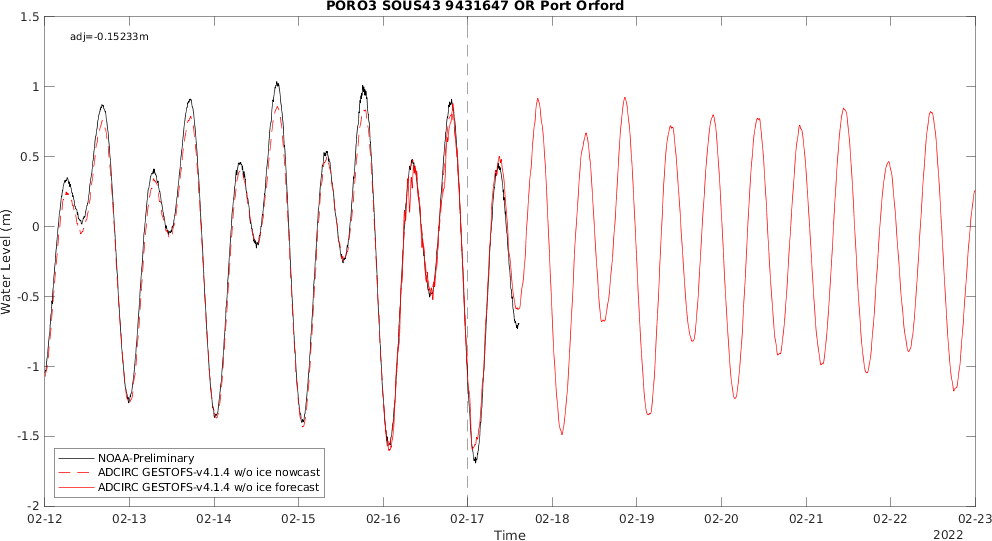 PORO3 SOUS43 9431647 OR Port Orford
adj=-0.15233m
1.5
1
0.5
0
-0.5
-1
-1.5
-2
Water Level (m)
NOAA-Preliminary
ADCIRC GESTOFS-v4.1.4 w/o ice nowcast
ADCIRC GESTOFS-v4.1.4 w/o ice forecast
02-12 02-13 02-14 02-15 02-16 02-17 02-18 02-19 02-20 02-21 02-22 02-23
Time
2022